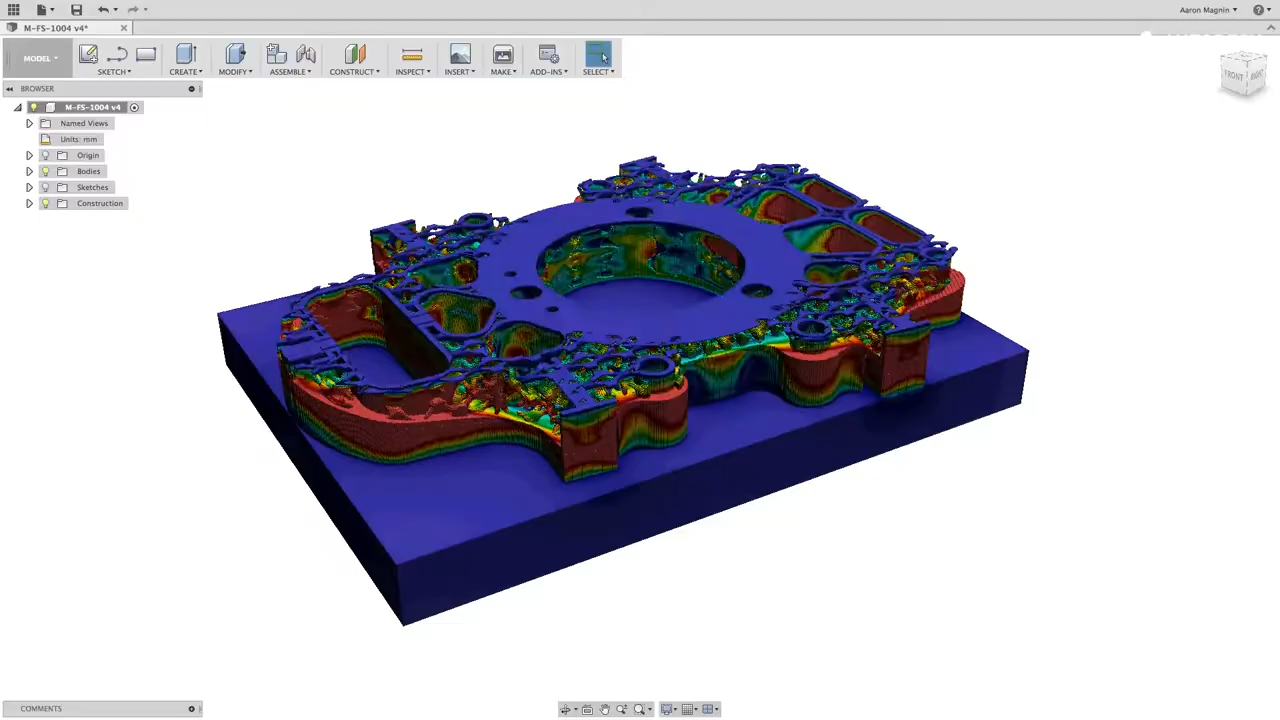 Aaron Magnin
M-FS-1004 v4*
MODEL
SKETCH
CREATE
MODIFY
ASSEMBLE
CONSTRUCT
INSPECT
INSERT
MAKE
ADD-INS
SELECT
FRONT
RIGHT
BROWSER
M-FS-1004 v4
Named Views
Units: mm
Origin
Bodies
Sketches
Construction
COMMENTS